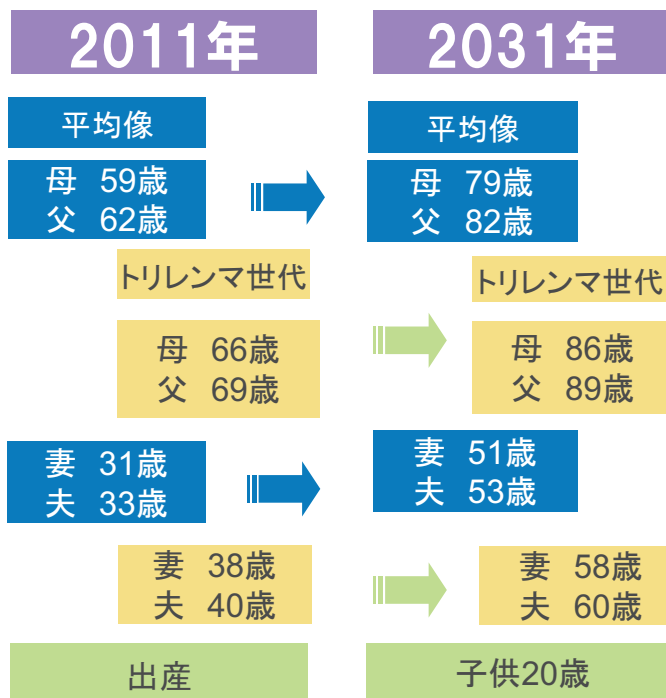 2011年
2031年
平均像
平均像
母 59歳
父 62歳
母 79歳
父 82歳
トリレンマ世代
トリレンマ世代
母 66歳
父 69歳
母 86歳
父 89歳
妻 31歳
夫 33歳
妻 51歳
夫 53歳
妻 38歳
夫 40歳
妻 58歳
夫 60歳
出産
子供20歳